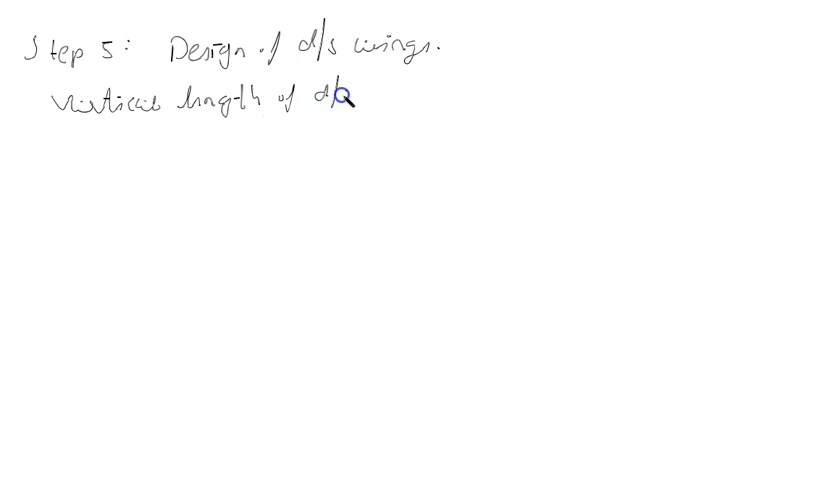 Step 5: Design of d/s wings.
Vertical length of d/